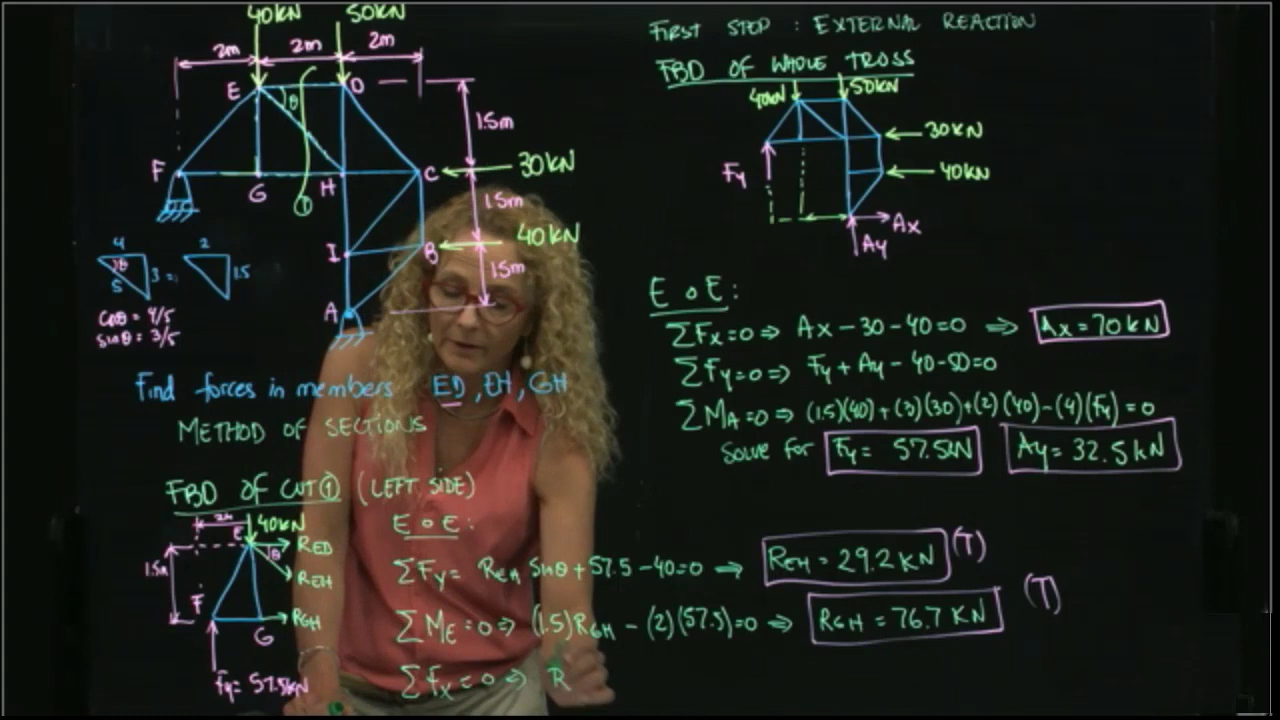 40KN 50KN
2m 2m 2m
E D
θ
1.5m
F G H C 30KN
①
1.5m
I B 40KN
1.5m
A
4 2
θ 3 = 1.5
5
cosθ = 4/5
sinθ = 3/5
Find forces in members ED, EH, GH
METHOD OF SECTIONS
FBD OF CUT① (LEFT SIDE)
2m 40KN
E RED
θ
1.5m REH
F RGH
G
Fy = 57.5kN
E o E:
ΣFy = REH Sinθ + 57.5 - 40 = 0 ⇒ REH = 29.2 KN (T)
ΣME = 0 ⇒ (1.5)RGH - (2)(57.5) = 0 ⇒ RGH = 76.7 KN (T)
ΣFx = 0 ⇒ R
FIRST STEP : EXTERNAL REACTION
FBD OF WHOLE TROSS
40KN 50KN
30KN
Fy 40KN
Ax
Ay
E o E:
ΣFx = 0 ⇒ Ax - 30 - 40 = 0 ⇒ Ax = 70KN
ΣFy = 0 ⇒ Fy + Ay - 40 - 50 = 0
ΣMA = 0 ⇒ (1.5)(40) + (3)(30) + (2)(40) - (4)(Fy) = 0
Solve for Fy = 57.5KN Ay = 32.5KN